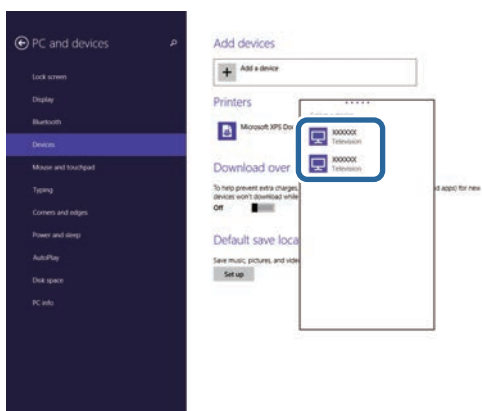 PC and devices
Lock screen
Display
Bluetooth
Devices
Mouse and touchpad
Typing
Corners and edges
Power and sleep
AutoPlay
Disk space
PC info
Add devices
Add a device
Printers
Microsoft XPS Do
Download over
To help prevent extra charges,
d apps) for new
devices won't download while
Off
Default save loca
Save music, pictures, and vide
Set up
XXXXXX
Television
XXXXXX
Television